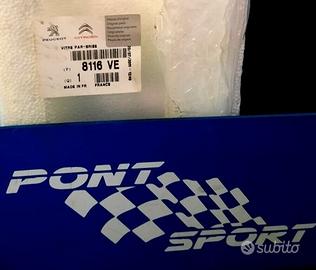 PEUGEOT
CITROËN
VITRE PAR-BRISE
(P) 8116 VE
(Q) 1
MADE IN FR FRANCE
PONT
SPORT
subito